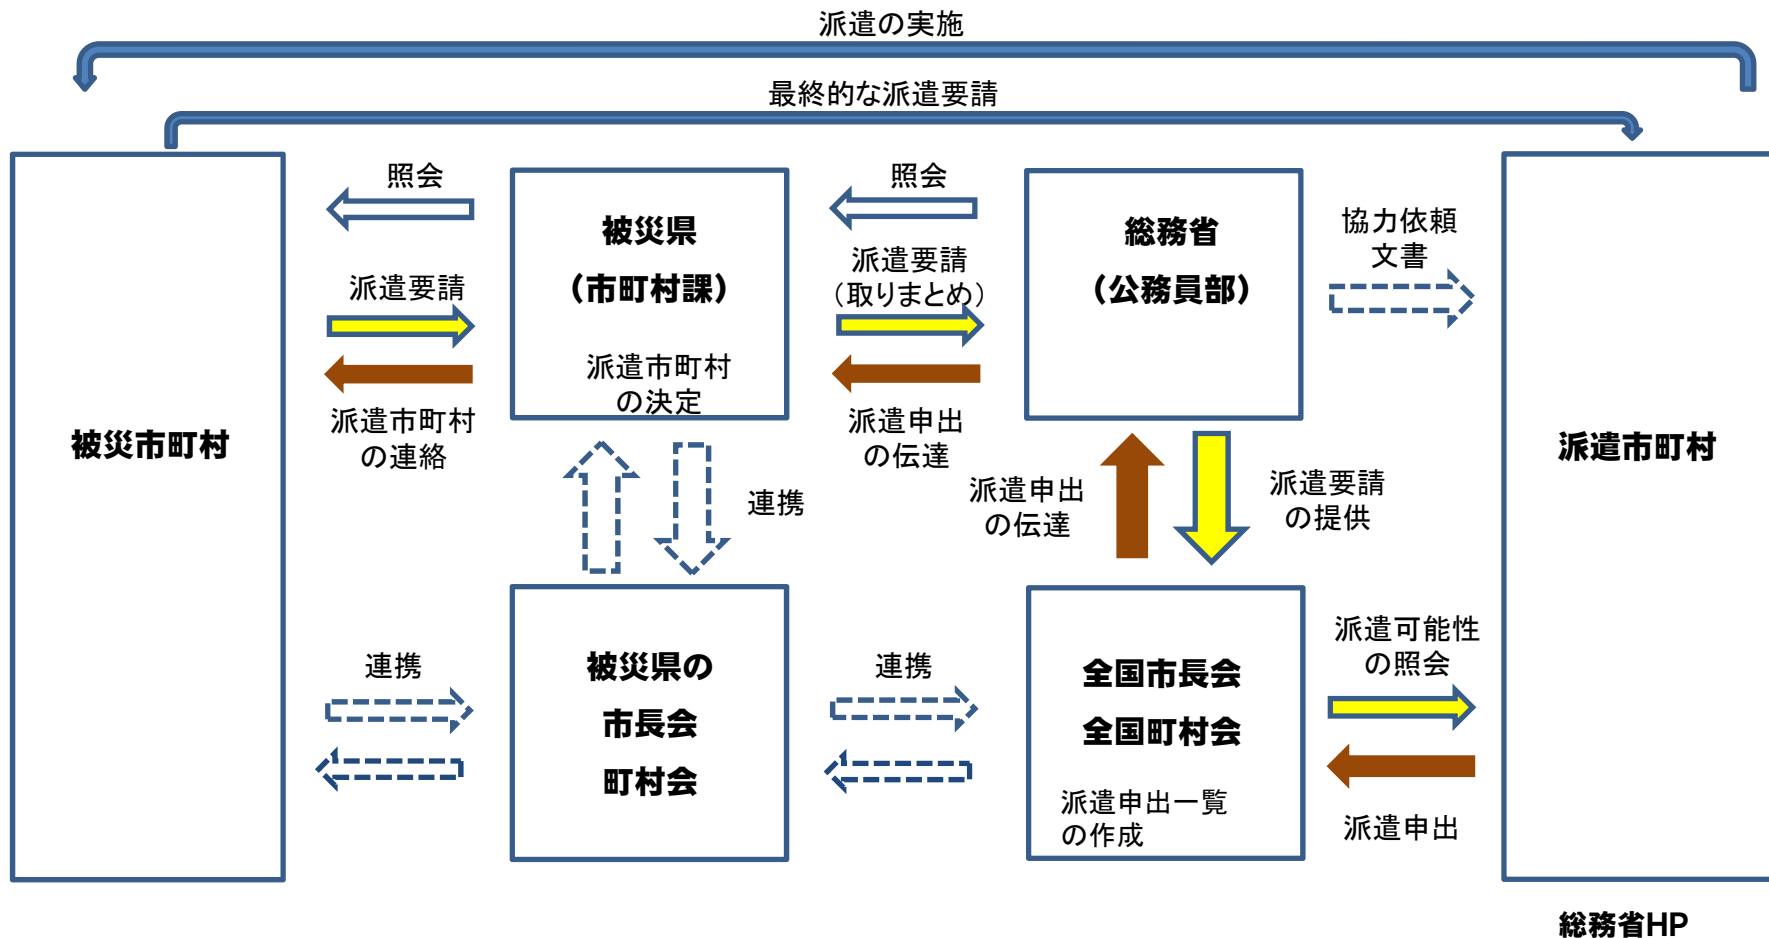 派遣の実施
最終的な派遣要請
照会
派遣要請
派遣市町村
の連絡
被災市町村
被災県
（市町村課）
派遣市町村
の決定
照会
派遣要請
（取りまとめ）
派遣申出
の伝達
総務省
（公務員部）
協力依頼
文書
派遣市町村
連携
派遣申出
の伝達
派遣要請
の提供
連携
被災県の
市長会
町村会
連携
全国市長会
全国町村会
派遣申出一覧
の作成
派遣可能性
の照会
派遣申出
総務省HP